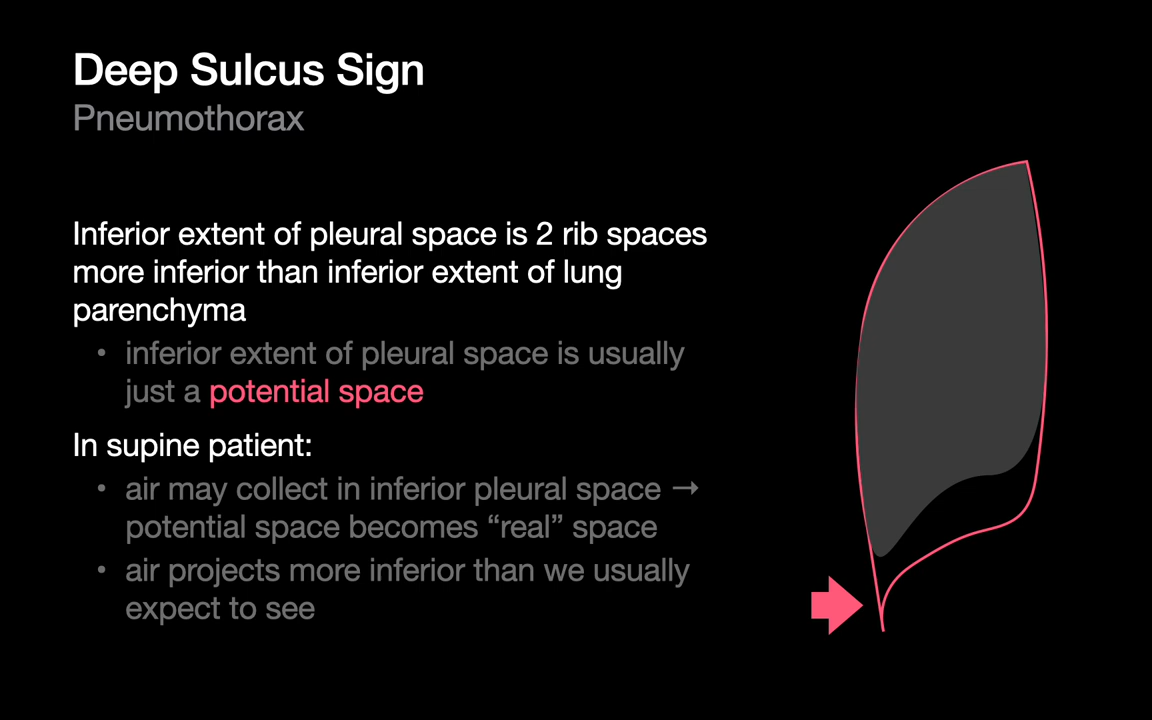 Deep Sulcus Sign
Pneumothorax
Inferior extent of pleural space is 2 rib spaces
more inferior than inferior extent of lung
parenchyma
• inferior extent of pleural space is usually
just a potential space
In supine patient:
• air may collect in inferior pleural space →
potential space becomes “real” space
• air projects more inferior than we usually
expect to see